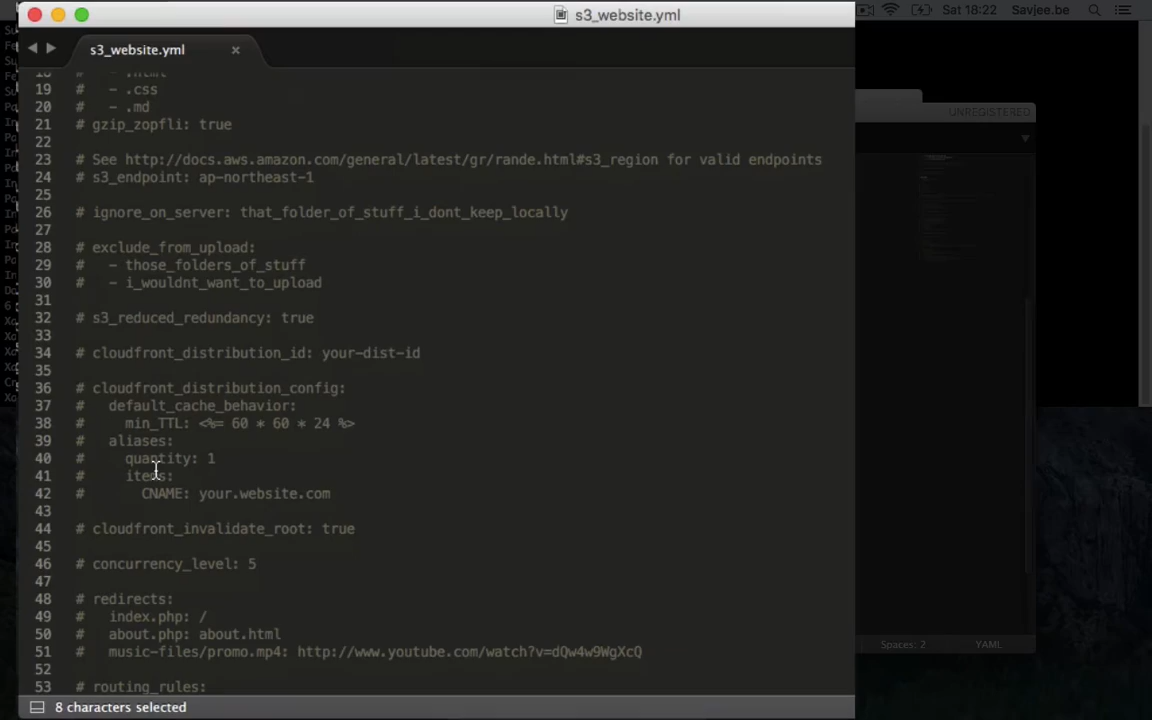 s3_website.yml
Sat 18:22 Savjee.be
s3_website.yml
UNREGISTERED
18 # - .html
19 # - .css
20 # - .md
21 # gzip_zopfli: true
22
23 # See http://docs.aws.amazon.com/general/latest/gr/rande.html#s3_region for valid endpoints
24 # s3_endpoint: ap-northeast-1
25
26 # ignore_on_server: that_folder_of_stuff_i_dont_keep_locally
27
28 # exclude_from_upload:
29 # - those_folders_of_stuff
30 # - i_wouldnt_want_to_upload
31
32 # s3_reduced_redundancy: true
33
34 # cloudfront_distribution_id: your-dist-id
35
36 # cloudfront_distribution_config:
37 # default_cache_behavior:
38 # min_TTL: <%= 60 * 60 * 24 %>
39 # aliases:
40 # quantity: 1
41 # items:
42 # CNAME: your.website.com
43
44 # cloudfront_invalidate_root: true
45
46 # concurrency_level: 5
47
48 # redirects:
49 # index.php: /
50 # about.php: about.html
51 # music-files/promo.mp4: http://www.youtube.com/watch?v=dQw4w9WgXcQ
52
53 # routing_rules:
Spaces: 2 YAML
8 characters selected